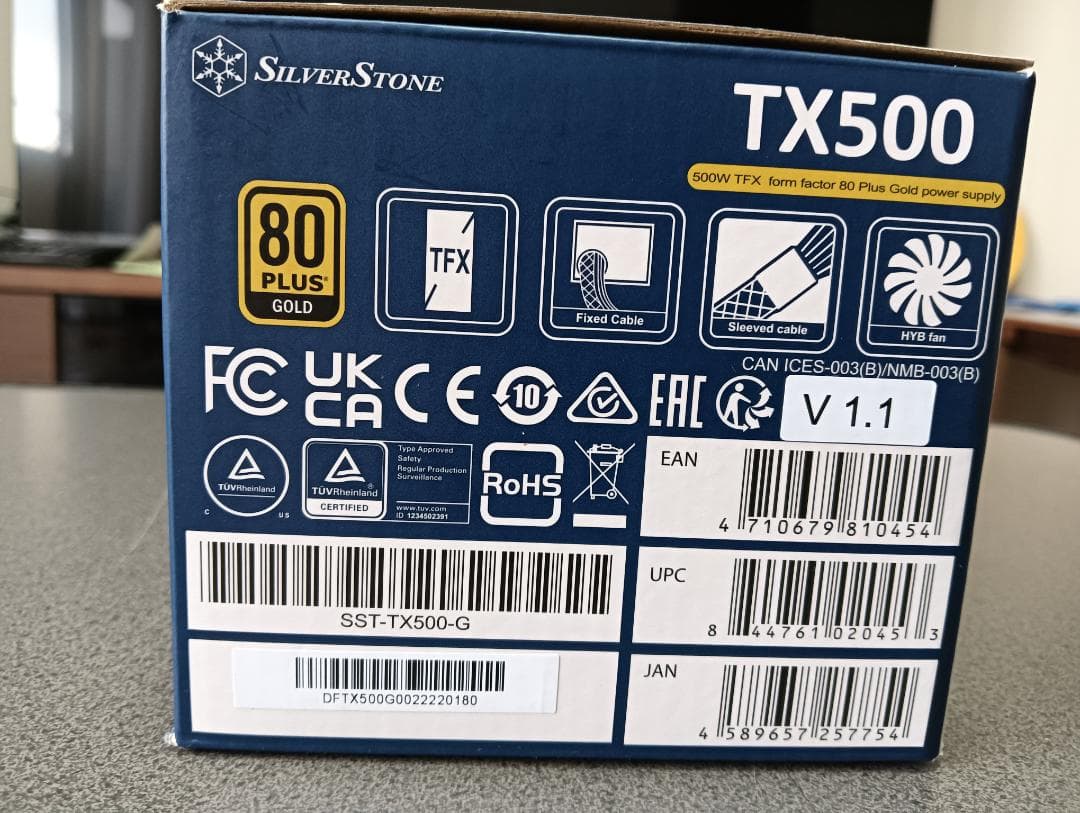 SILVERSTONE
TX500
500W TFX form factor 80 Plus Gold power supply
80
PLUS®
GOLD
TFX
Fixed Cable
Sleeved cable
HYB fan
CAN ICES-003(B)/NMB-003(B)
FC
UK
CA
CE
10
EAC
V 1.1
TÜVRheinland
C US
TÜVRheinland®
CERTIFIED
Type Approved
Safety
Regular Production
Surveillance
www.tuv.com
ID 1234502391
RoHS
EAN
4 710679 810454
SST-TX500-G
UPC
8 44761 02045 3
DFTX500G0022220180
JAN
4 589657 257754